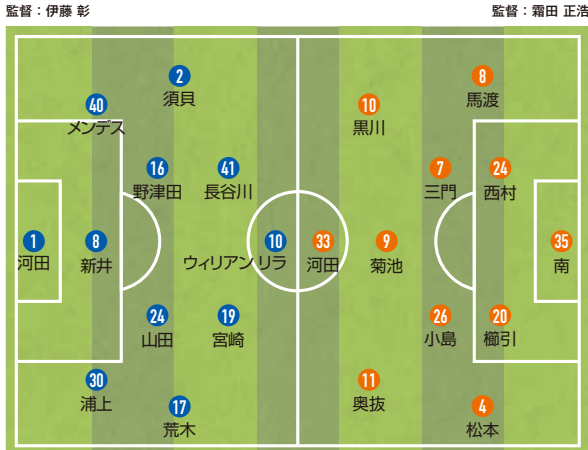 監督：伊藤 彰
監督：霜田 正浩
2
須貝
8
馬渡
40
メンデス
10
黒川
16
野津田
41
長谷川
7
三門
24
西村
1
河田
8
新井
10
ウィリアン リラ
33
河田
9
菊池
35
南
24
山田
19
宮崎
26
小島
20
櫛引
30
浦上
17
荒木
11
奥抜
4
松本